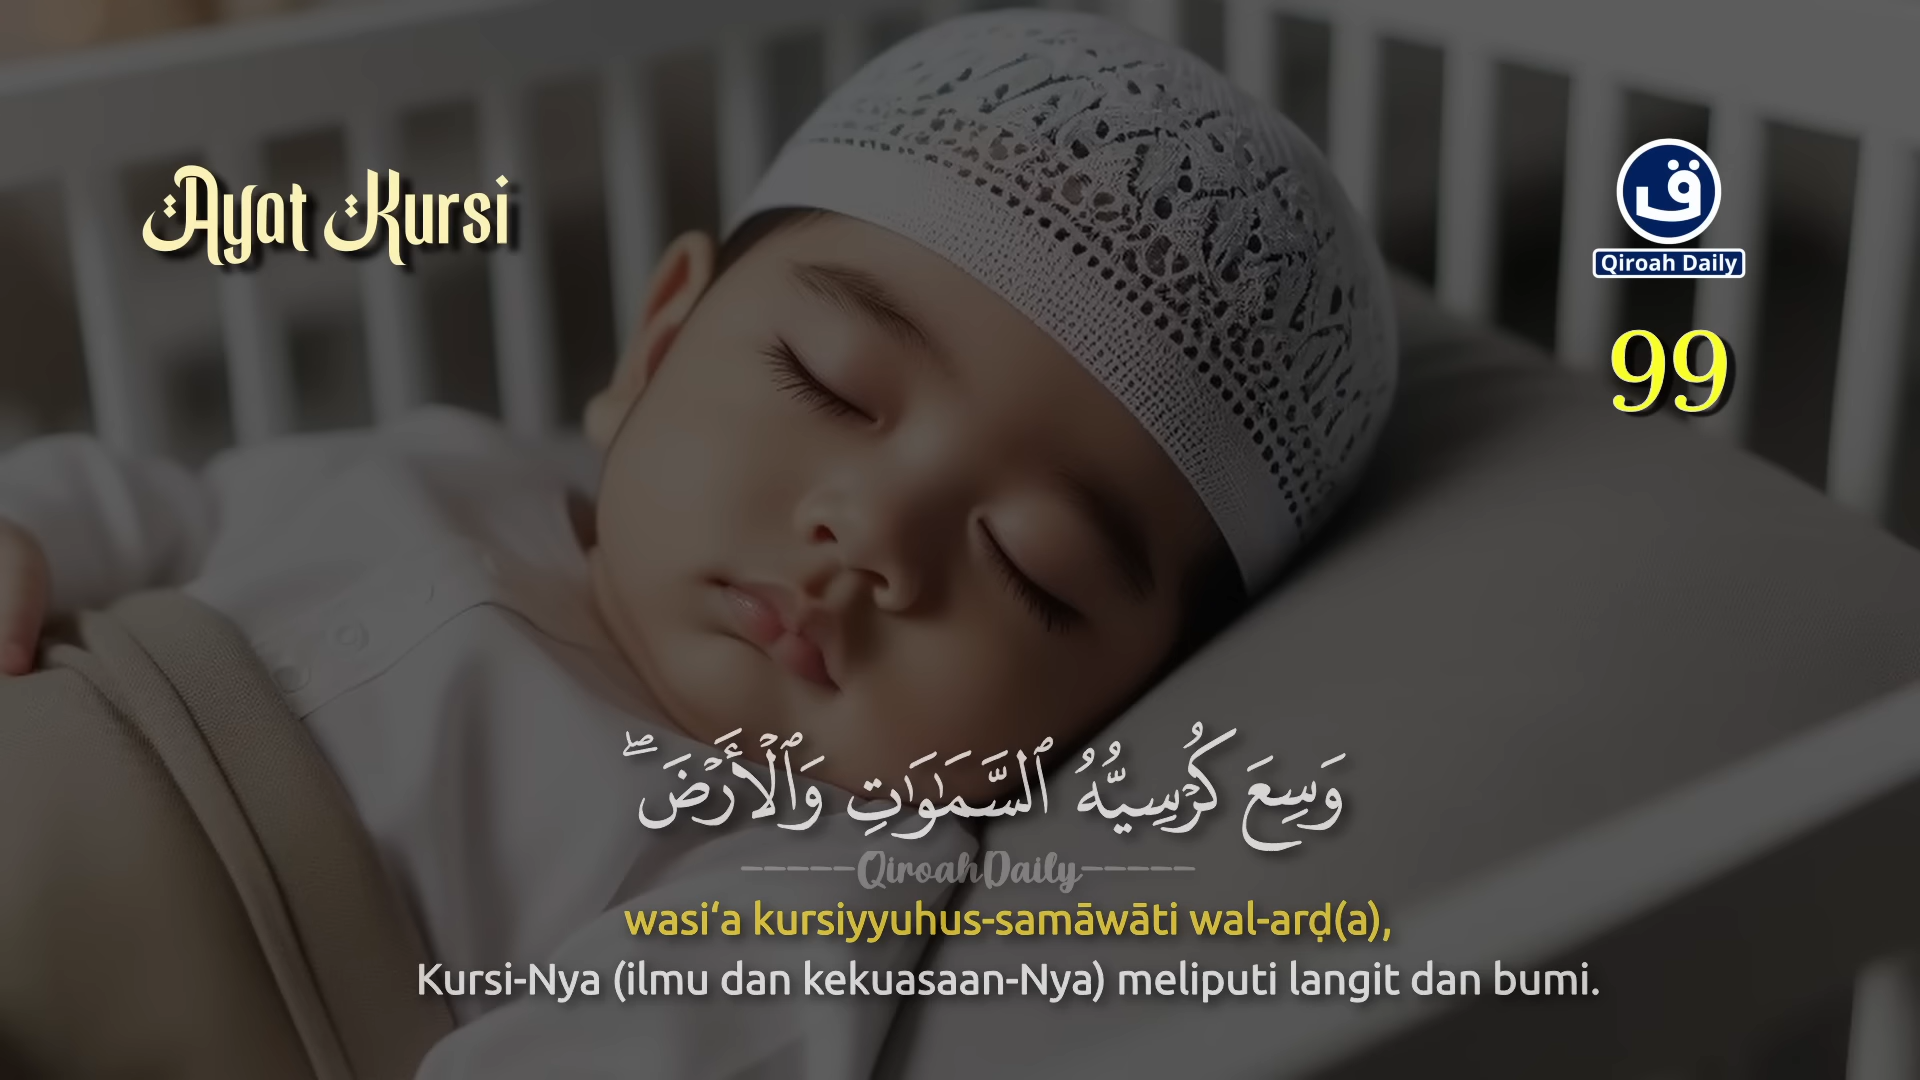 Ayat Kursi
ق
Qiroah Daily
99
وَسِعَ كُرْسِيُّهُ ٱلسَّمَٰوَٰتِ وَٱلْأَرْضَ ۖ
-----QiroahDaily-----
wasi‘a kursiyyuhus-samāwāti wal-arḍ(a),
Kursi-Nya (ilmu dan kekuasaan-Nya) meliputi langit dan bumi.